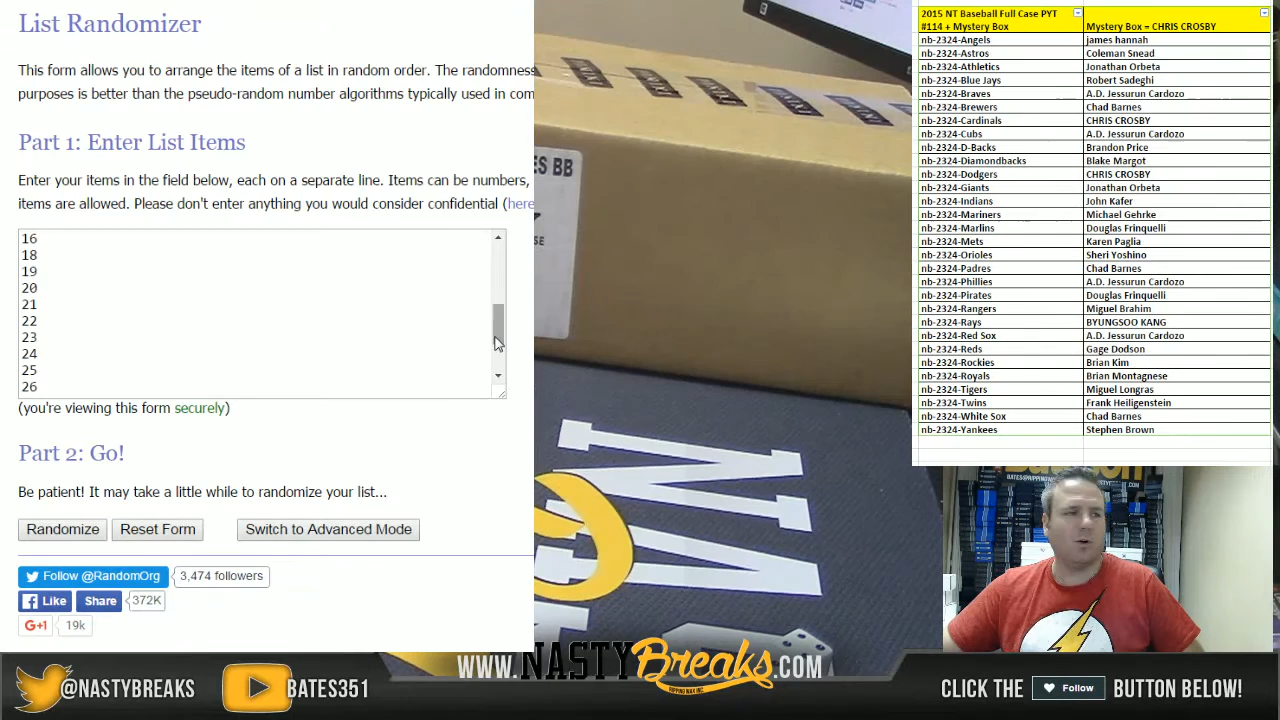 List Randomizer
This form allows you to arrange the items of a list in random order. The randomness
purposes is better than the pseudo-random number algorithms typically used in com
Part 1: Enter List Items
Enter your items in the field below, each on a separate line. Items can be numbers,
items are allowed. Please don't enter anything you would consider confidential (here
16
18
19
20
21
22
23
24
25
26
(you're viewing this form securely)
Part 2: Go!
Be patient! It may take a little while to randomize your list...
Randomize Reset Form Switch to Advanced Mode
Follow @RandomOrg 3,474 followers
Like Share 372K
G+1 19k
PANINI PANINI
ES BB
SE
2015 NT Baseball Full Case PYT
#114 + Mystery Box Mystery Box = CHRIS CROSBY
nb-2324-Angels james hannah
nb-2324-Astros Coleman Snead
nb-2324-Athletics Jonathan Orbeta
nb-2324-Blue Jays Robert Sadeghi
nb-2324-Braves A.D. Jessurun Cardozo
nb-2324-Brewers Chad Barnes
nb-2324-Cardinals CHRIS CROSBY
nb-2324-Cubs A.D. Jessurun Cardozo
nb-2324-D-Backs Brandon Price
nb-2324-Diamondbacks Blake Margot
nb-2324-Dodgers CHRIS CROSBY
nb-2324-Giants Jonathan Orbeta
nb-2324-Indians John Kafer
nb-2324-Mariners Michael Gehrke
nb-2324-Marlins Douglas Frinquelli
nb-2324-Mets Karen Paglia
nb-2324-Orioles Sheri Yoshino
nb-2324-Padres Chad Barnes
nb-2324-Phillies A.D. Jessurun Cardozo
nb-2324-Pirates Douglas Frinquelli
nb-2324-Rangers Miguel Brahim
nb-2324-Rays BYUNGSOO KANG
nb-2324-Red Sox A.D. Jessurun Cardozo
nb-2324-Reds Gage Dodson
nb-2324-Rockies Brian Kim
nb-2324-Royals Brian Montagnese
nb-2324-Tigers Miguel Longras
nb-2324-Twins Frank Heiligenstein
nb-2324-White Sox Chad Barnes
nb-2324-Yankees Stephen Brown
@NASTYBREAKS BATES351 WWW.NASTYBreaks.COM CLICK THE Follow BUTTON BELOW!
RIPPING WAX INC.